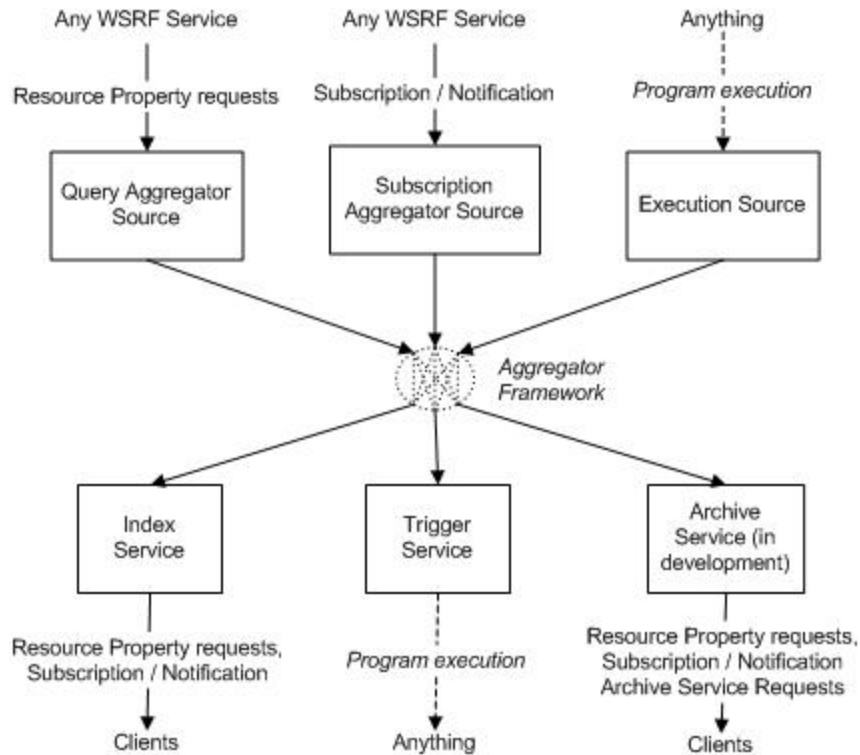 Any WSRF Service
Any WSRF Service
Anything
Resource Property requests
Subscription / Notification
Program execution
Query Aggregator
Source
Subscription
Aggregator Source
Execution Source
Aggregator
Framework
Index
Service
Trigger
Service
Archive
Service (in
development)
Resource Property requests,
Subscription / Notification
Program execution
Resource Property requests,
Subscription / Notification
Archive Service Requests
Clients
Anything
Clients